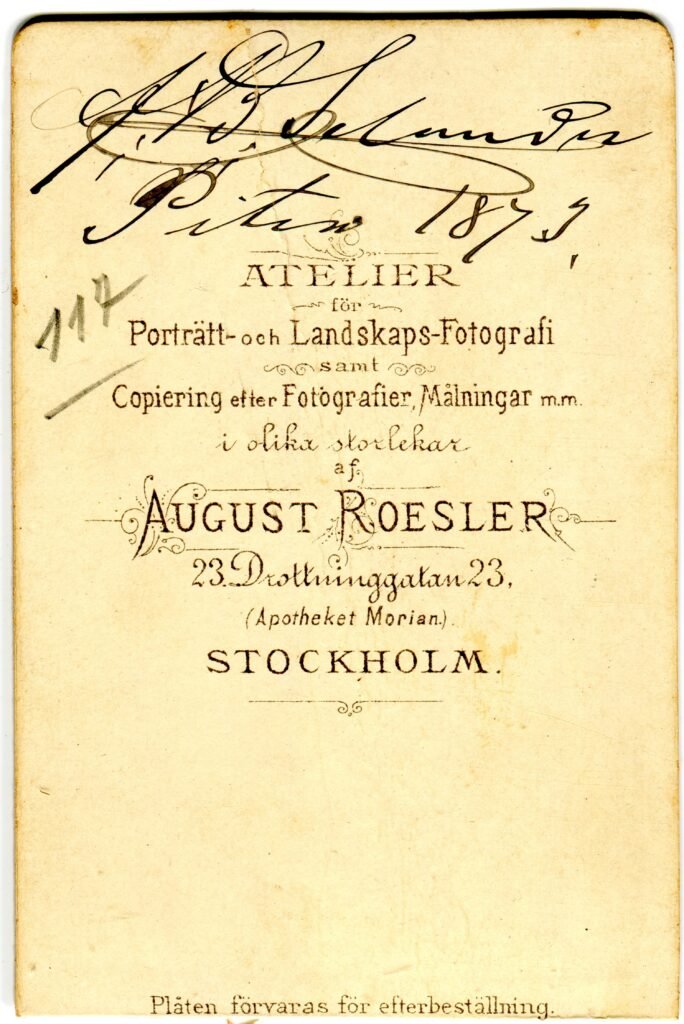 Selander
1873
117
ATELIER
för
Porträtt- och Landskaps-Fotografi
samt
Copiering efter Fotografier, Målningar m.m.
i olika storlekar
af
AUGUST ROESLER
23. Drottninggatan 23,
(Apotheket Morian.).
STOCKHOLM.
Plåten förvaras för efterbeställning.